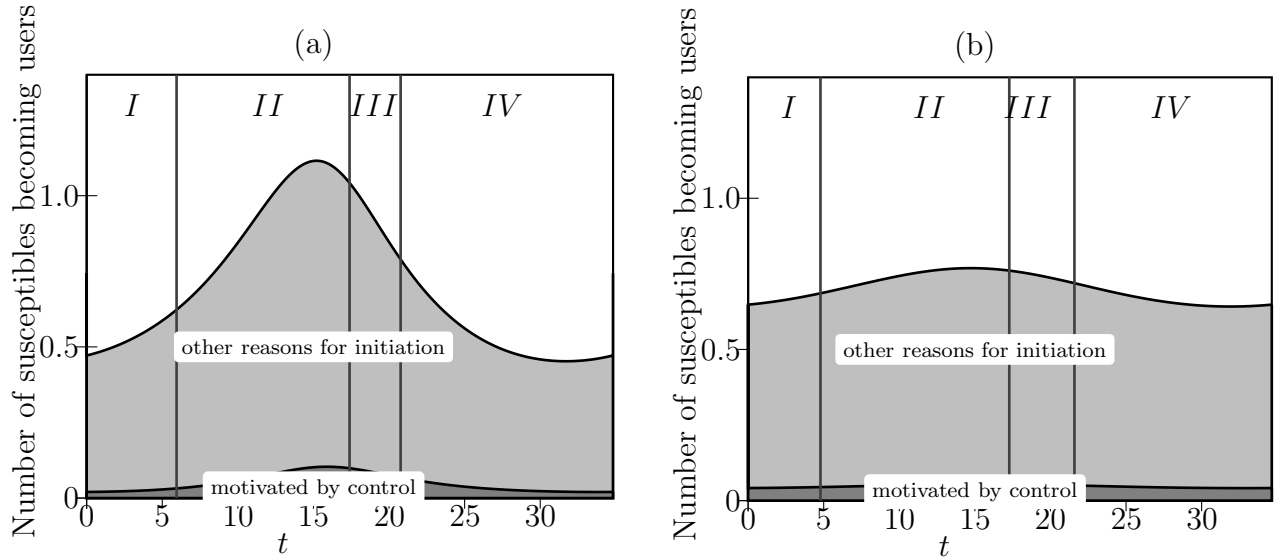 (a)
Number of susceptibles becoming users
I II III IV
1.0
0.5
0
other reasons for initiation
motivated by control
0 5 10 15 20 25 30
t
(b)
Number of susceptibles becoming users
I II III IV
1.0
0.5
0
other reasons for initiation
motivated by control
0 5 10 15 20 25 30
t